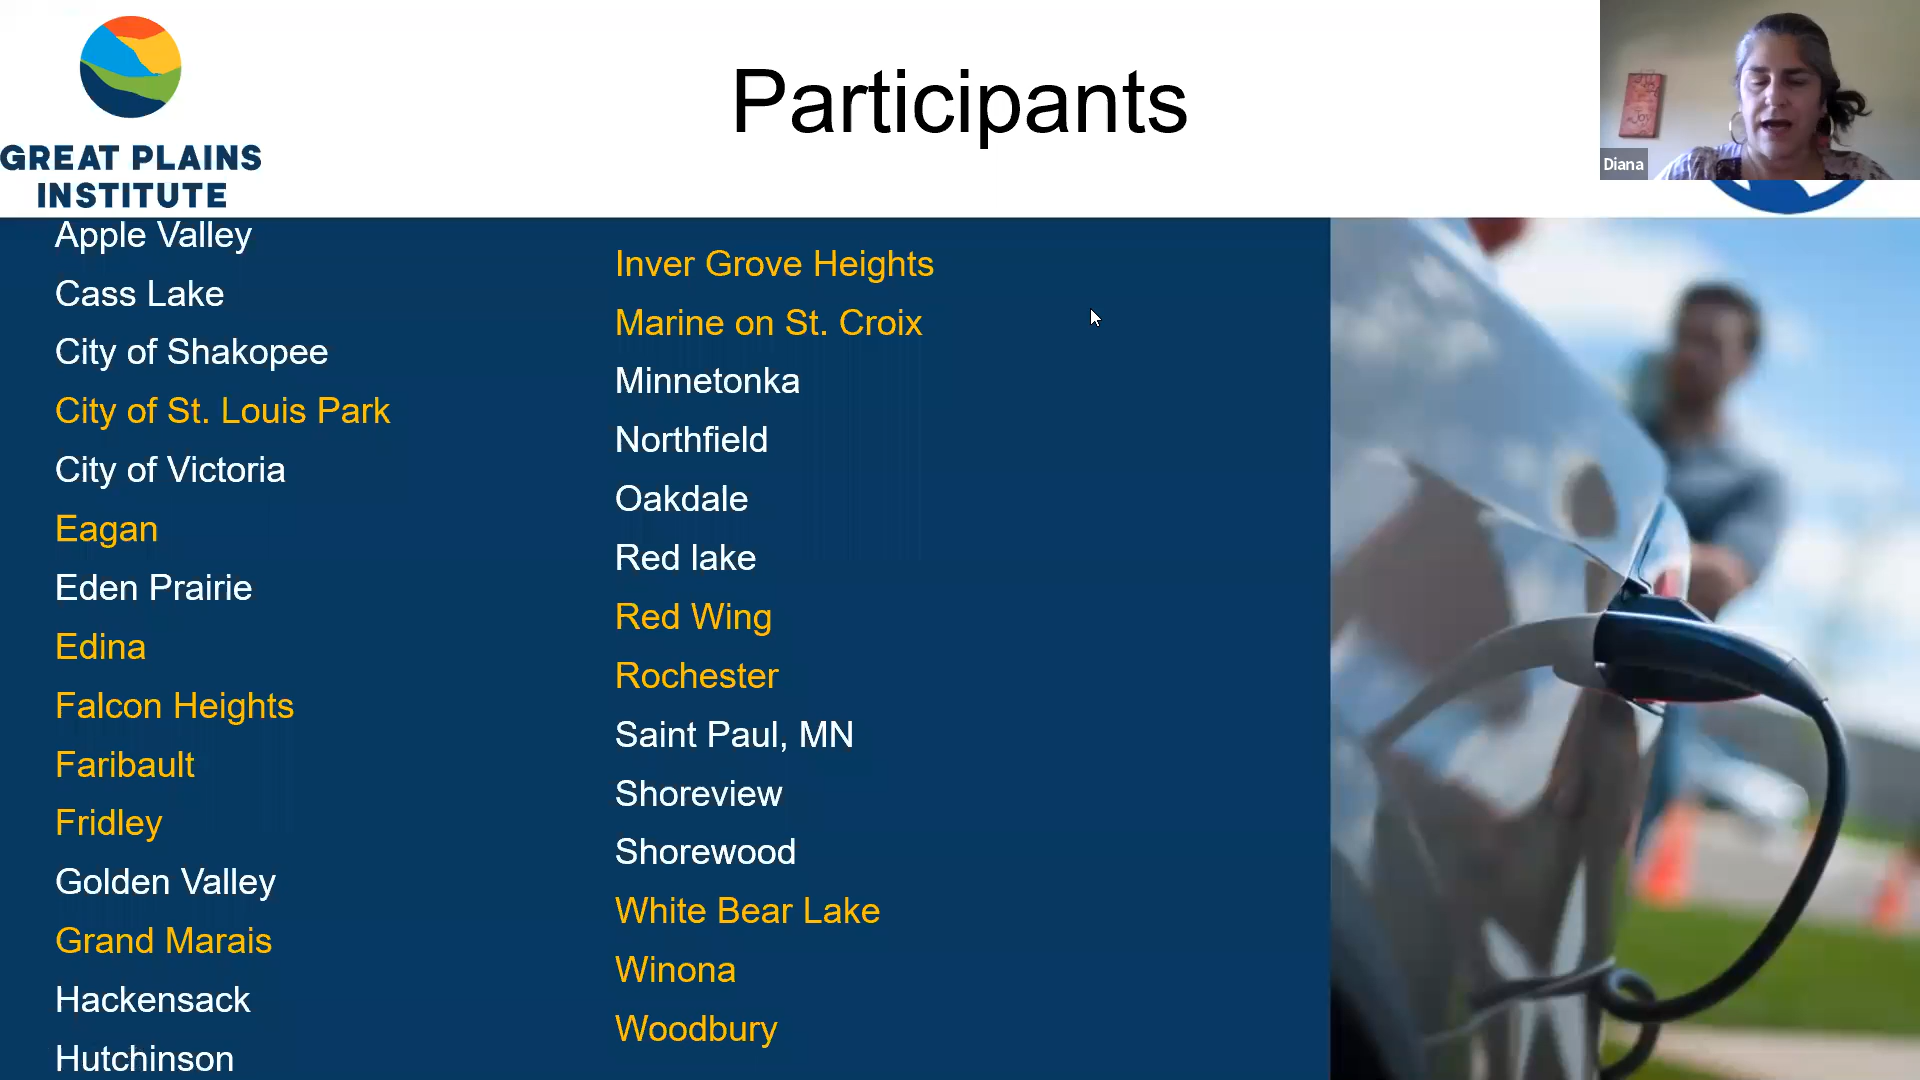 GREAT PLAINS
INSTITUTE
Participants
Joy
Diana
Apple Valley
Cass Lake
City of Shakopee
City of St. Louis Park
City of Victoria
Eagan
Eden Prairie
Edina
Falcon Heights
Faribault
Fridley
Golden Valley
Grand Marais
Hackensack
Hutchinson
Inver Grove Heights
Marine on St. Croix
Minnetonka
Northfield
Oakdale
Red lake
Red Wing
Rochester
Saint Paul, MN
Shoreview
Shorewood
White Bear Lake
Winona
Woodbury